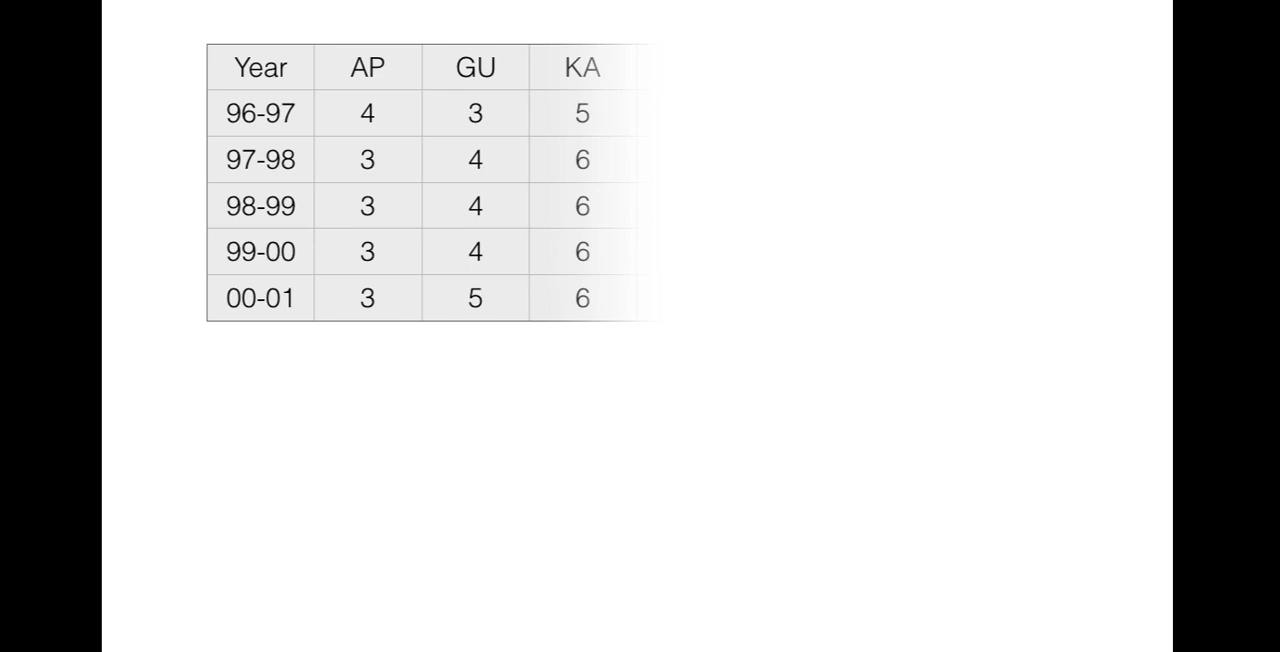 Year AP GU KA
96-97 4 3 5
97-98 3 4 6
98-99 3 4 6
99-00 3 4 6
00-01 3 5 6